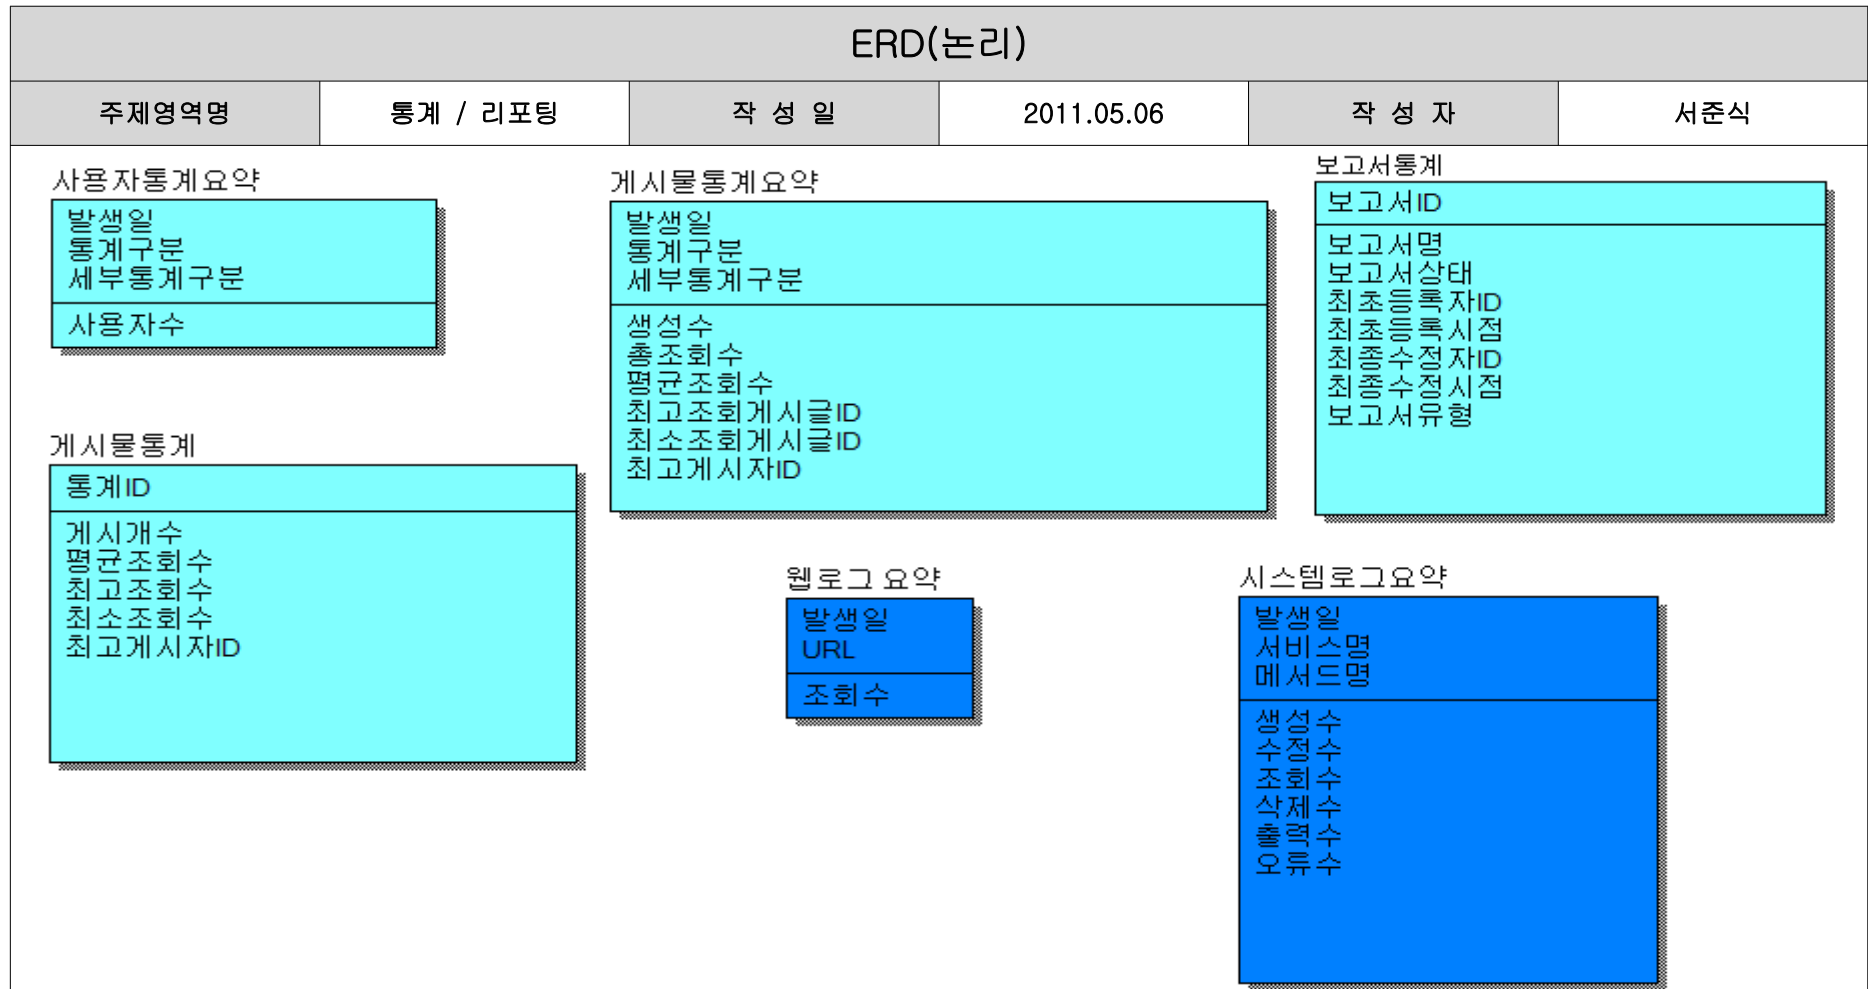 ERD(논리)
주제영역명 통계 / 리포팅 작 성 일 2011.05.06 작 성 자 서준식
사용자통계요약
발생일
통계구분
세부통계구분
사용자수
게시물통계요약
발생일
통계구분
세부통계구분
생성수
총조회수
평균조회수
최고조회게시글ID
최소조회게시글ID
최고게시자ID
보고서통계
보고서ID
보고서명
보고서상태
최초등록자ID
최초등록시점
최종수정자ID
최종수정시점
보고서유형
게시물통계
통계ID
게시개수
평균조회수
최고조회수
최소조회수
최고게시자ID
웹로그 요약
발생일
URL
조회수
시스템로그요약
발생일
서비스명
메서드명
생성수
수정수
조회수
삭제수
출력수
오류수